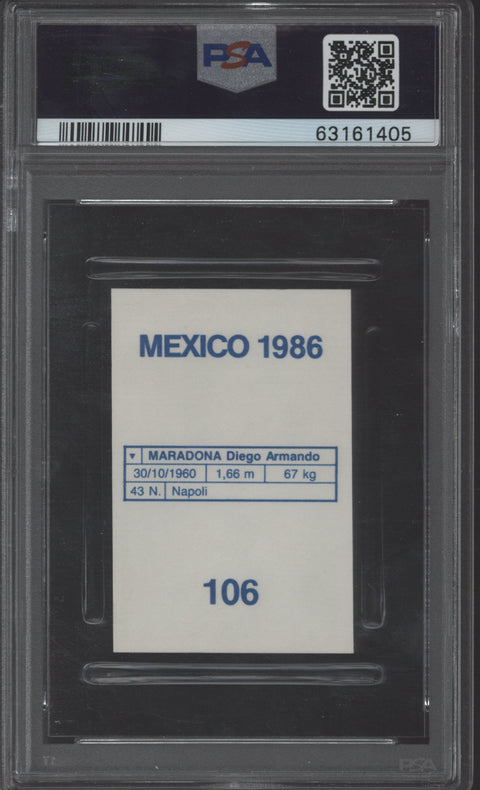 PSA
63161405
MEXICO 1986
▼ MARADONA Diego Armando
30/10/1960 1,66 m 67 kg
43 N. Napoli
106
PSA